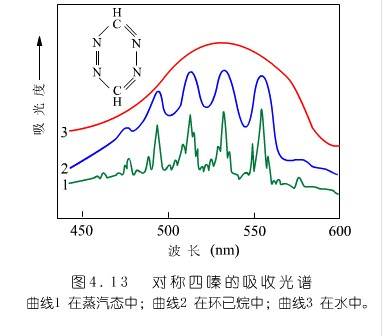 H
C
N N
N N
C
H
吸光度
3
2
1
450 500 550 600
波长 (nm)
图4.13 对称四嗪的吸收光谱
曲线1 在蒸汽态中；曲线2 在环已烷中；曲线3 在水中。